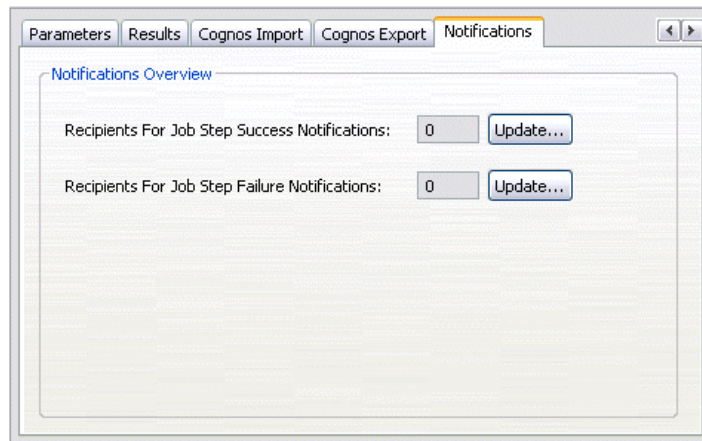 Parameters Results Cognos Import Cognos Export Notifications
Notifications Overview
Recipients For Job Step Success Notifications: 0 Update...
Recipients For Job Step Failure Notifications: 0 Update...